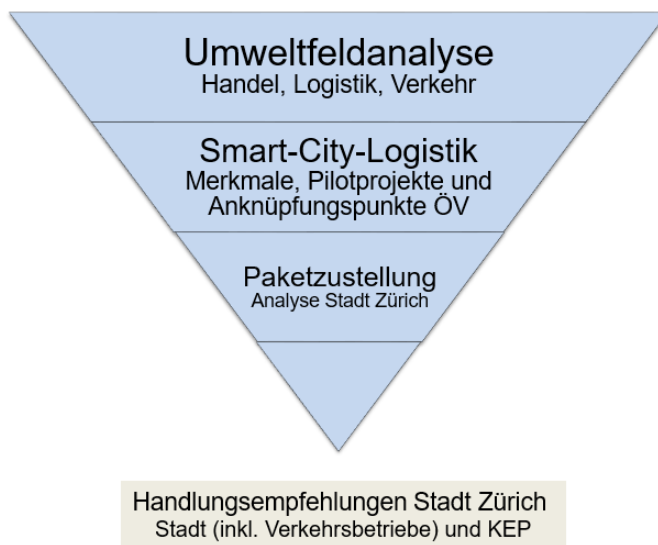 Umweltfeldanalyse
Handel, Logistik, Verkehr
Smart-City-Logistik
Merkmale, Pilotprojekte und
Anknüpfungspunkte ÖV
Paketzustellung
Analyse Stadt Zürich
Handlungsempfehlungen Stadt Zürich
Stadt (inkl. Verkehrsbetriebe) und KEP